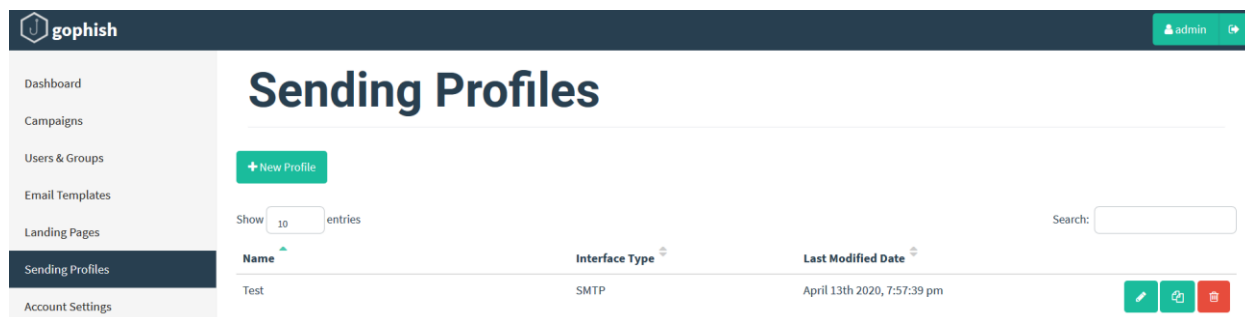 gophish
admin
Dashboard
Campaigns
Users & Groups
Email Templates
Landing Pages
Sending Profiles
Account Settings
Sending Profiles
New Profile
Show 10 entries
Search:
Name Interface Type Last Modified Date
Test SMTP April 13th 2020, 7:57:39 pm